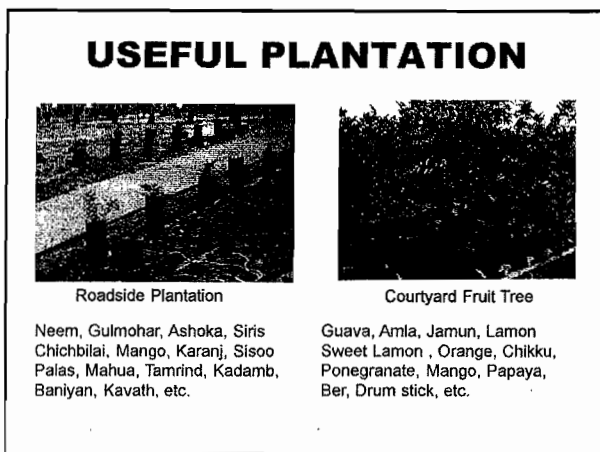 USEFUL PLANTATION
Roadside Plantation
Neem, Gulmohar, Ashoka, Siris
Chichbilai, Mango, Karanj, Sisoo
Palas, Mahua, Tamrind, Kadamb,
Baniyan, Kavath, etc.
Courtyard Fruit Tree
Guava, Amla, Jamun, Lamon
Sweet Lamon , Orange, Chikku,
Ponegranate, Mango, Papaya,
Ber, Drum stick, etc.